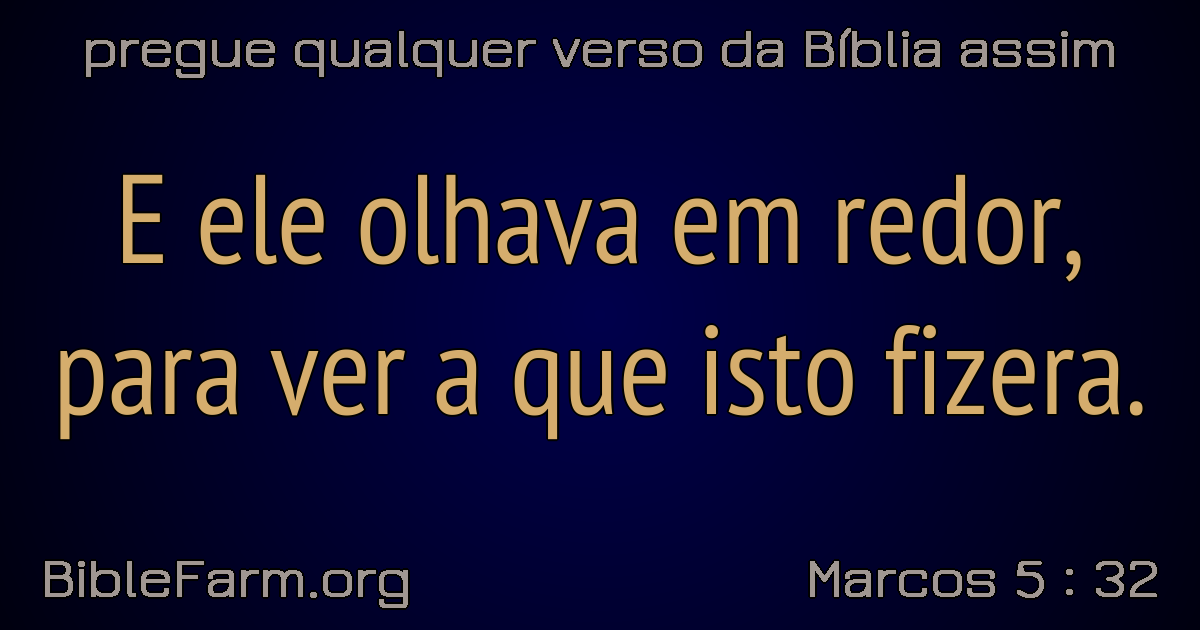 pregue qualquer verso da Bíblia assim
E ele olhava em redor,
para ver a que isto fizera.
BibleFarm.org
Marcos 5 : 32